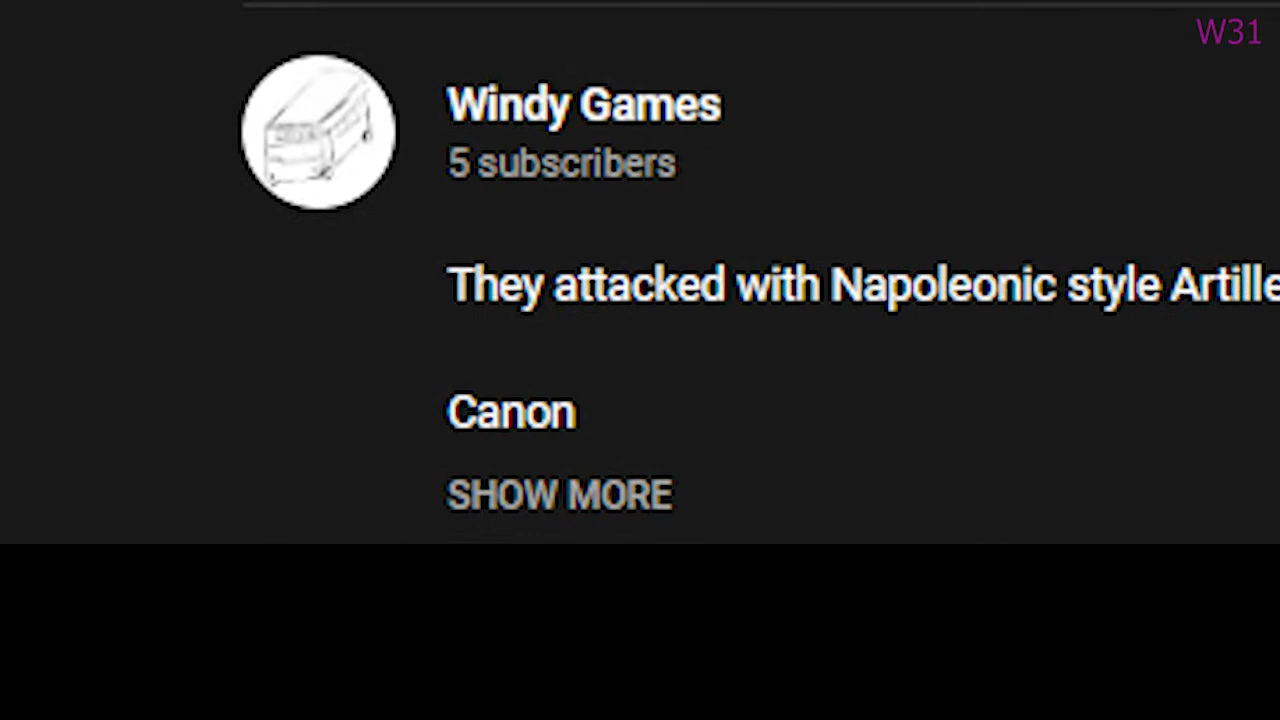 W31
Windy Games
5 subscribers
They attacked with Napoleonic style Artille
Canon
SHOW MORE